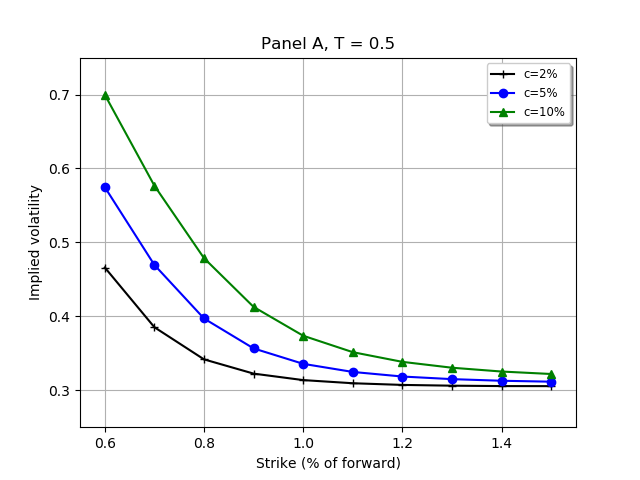 Panel A, T = 0.5
c=2%
c=5%
c=10%
Implied volatility
0.7
0.6
0.5
0.4
0.3
0.6
0.8
1.0
1.2
1.4
Strike (% of forward)